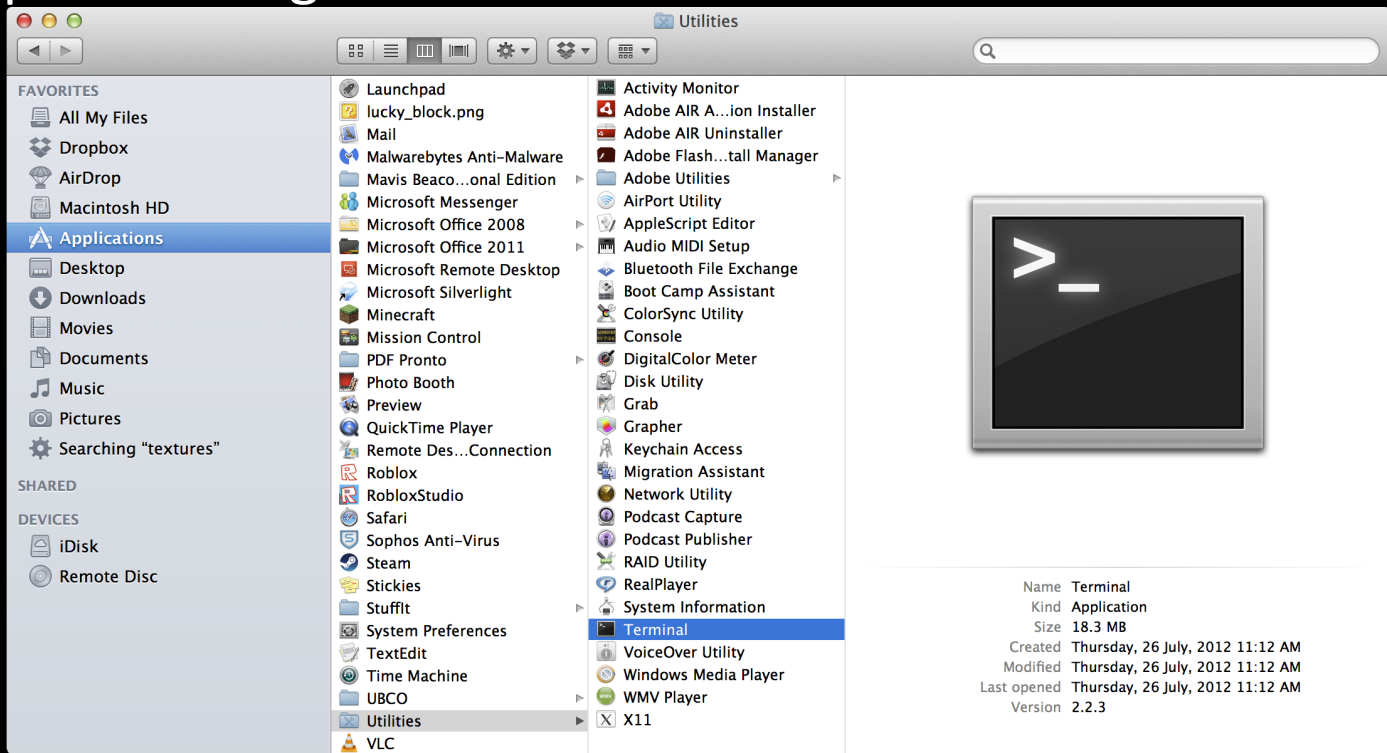 Utilities
FAVORITES
All My Files
Dropbox
AirDrop
Macintosh HD
Applications
Desktop
Downloads
Movies
Documents
Music
Pictures
Searching “textures”
SHARED
DEVICES
iDisk
Remote Disc
Launchpad
lucky_block.png
Mail
Malwarebytes Anti-Malware
Mavis Beaco...onal Edition
Microsoft Messenger
Microsoft Office 2008
Microsoft Office 2011
Microsoft Remote Desktop
Microsoft Silverlight
Minecraft
Mission Control
PDF Pronto
Photo Booth
Preview
QuickTime Player
Remote Des...Connection
Roblox
RobloxStudio
Safari
Sophos Anti-Virus
Steam
Stickies
StuffIt
System Preferences
TextEdit
Time Machine
UBCO
Utilities
VLC
Activity Monitor
Adobe AIR A...ion Installer
Adobe AIR Uninstaller
Adobe Flash...tall Manager
Adobe Utilities
AirPort Utility
AppleScript Editor
Audio MIDI Setup
Bluetooth File Exchange
Boot Camp Assistant
ColorSync Utility
Console
DigitalColor Meter
Disk Utility
Grab
Grapher
Keychain Access
Migration Assistant
Network Utility
Podcast Capture
Podcast Publisher
RAID Utility
RealPlayer
System Information
Terminal
VoiceOver Utility
Windows Media Player
WMV Player
X11
>_
Name Terminal
Kind Application
Size 18.3 MB
Created Thursday, 26 July, 2012 11:12 AM
Modified Thursday, 26 July, 2012 11:12 AM
Last opened Thursday, 26 July, 2012 11:12 AM
Version 2.2.3